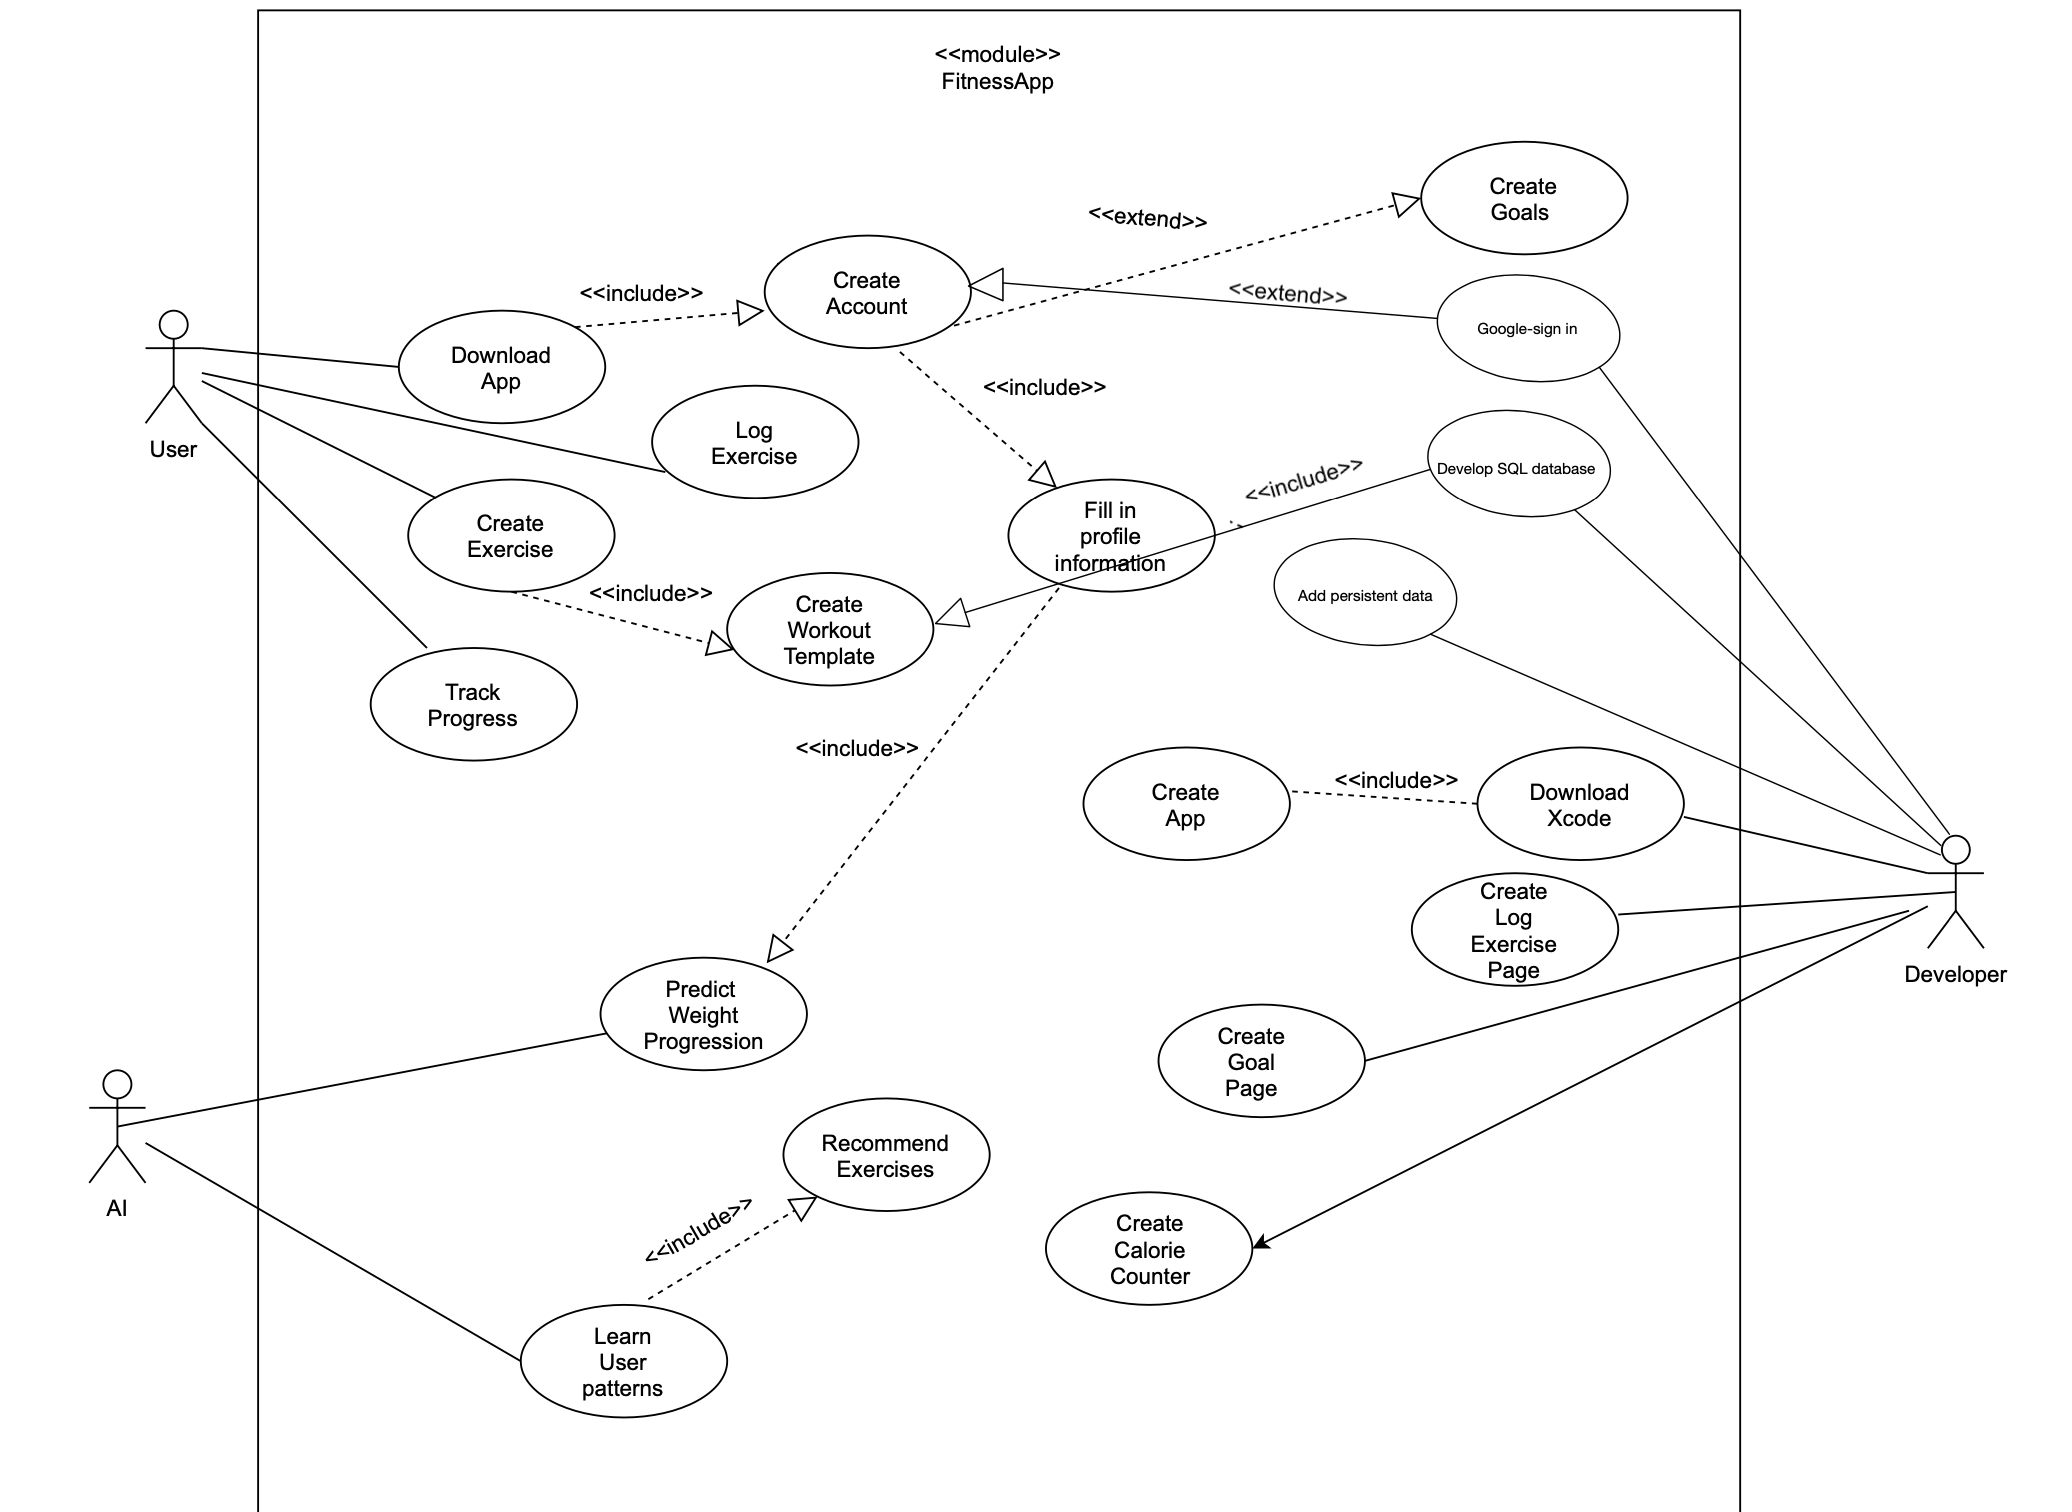 <<module>>
FitnessApp
Create
Goals
<<extend>>
Create
Account
<<include>>
<<extend>>
Google-sign in
Download
App
<<include>>
User
Log
Exercise
<<include>>
Develop SQL database
Create
Exercise
Fill in
profile
information
<<include>>
Create
Workout
Template
Add persistent data
Track
Progress
<<include>>
Create
App
<<include>>
Download
Xcode
Create
Log
Exercise
Page
Developer
Predict
Weight
Progression
Create
Goal
Page
AI
Recommend
Exercises
<<include>>
Create
Calorie
Counter
Learn
User
patterns